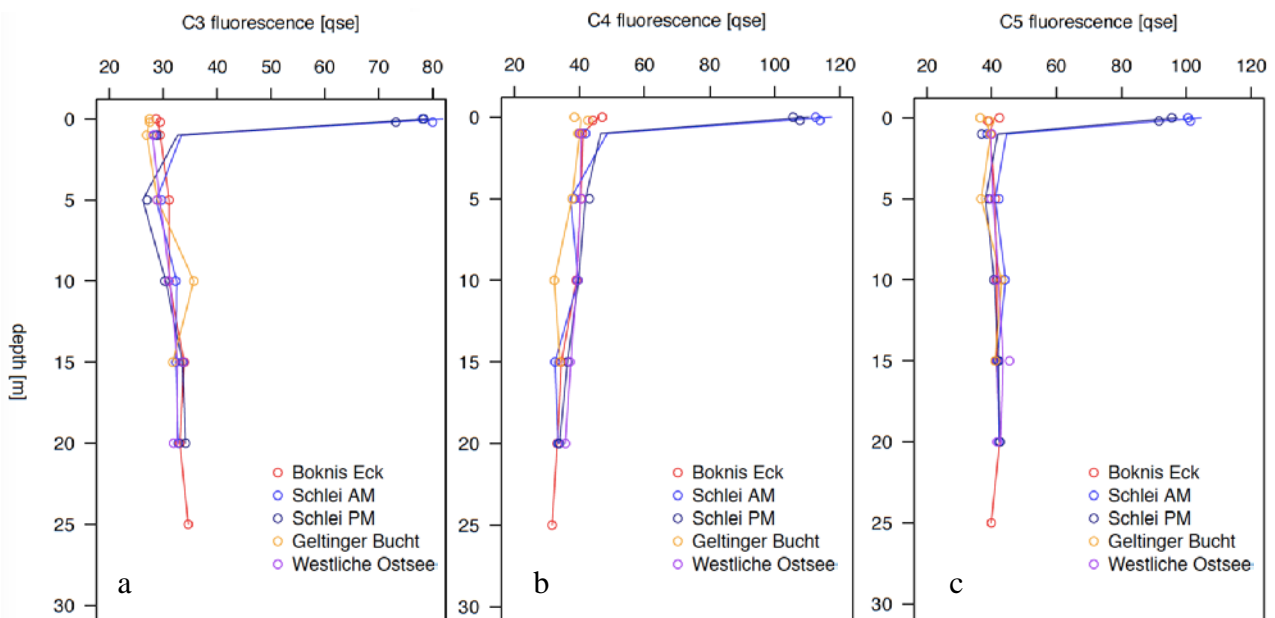 C3 fluorescence [qse]
20 30 40 50 60 70 80
0
5
10
15
20
25
30
depth [m]
Boknis Eck
Schlei AM
Schlei PM
Geltinger Bucht
Westliche Ostsee
a
C4 fluorescence [qse]
20 40 60 80 100 120
0
5
10
15
20
25
30
Boknis Eck
Schlei AM
Schlei PM
Geltinger Bucht
Westliche Ostsee
b
C5 fluorescence [qse]
20 40 60 80 100 120
0
5
10
15
20
25
30
Boknis Eck
Schlei AM
Schlei PM
Geltinger Bucht
Westliche Ostsee
c